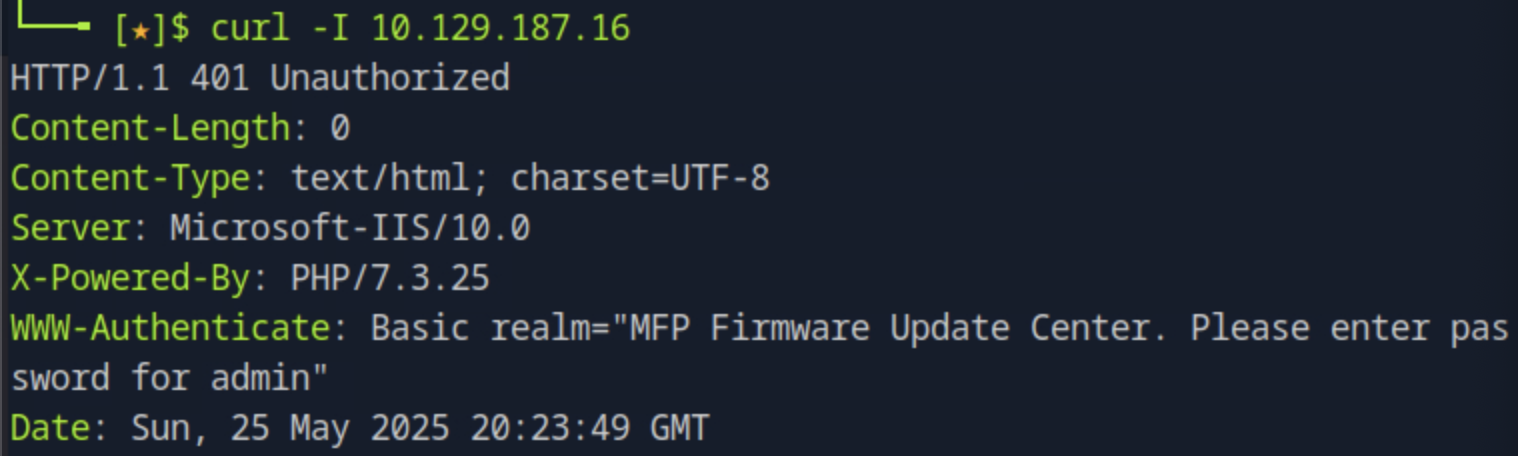 └──╼ [★]$ curl -I 10.129.187.16
HTTP/1.1 401 Unauthorized
Content-Length: 0
Content-Type: text/html; charset=UTF-8
Server: Microsoft-IIS/10.0
X-Powered-By: PHP/7.3.25
WWW-Authenticate: Basic realm="MFP Firmware Update Center. Please enter pas
sword for admin"
Date: Sun, 25 May 2025 20:23:49 GMT